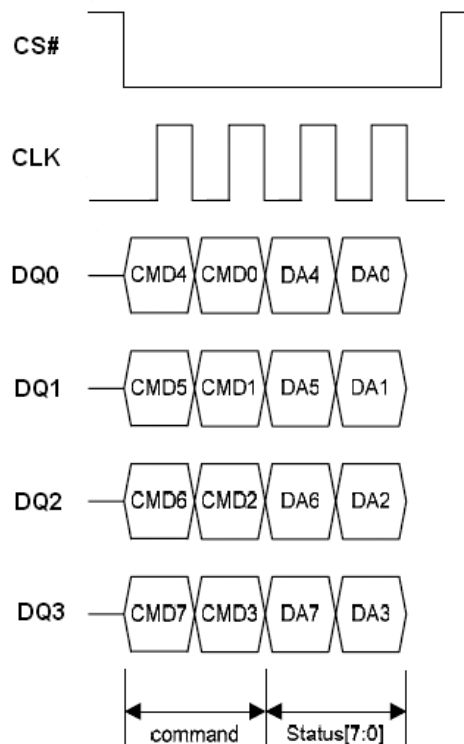 CS#
CLK
DQ0 CMD4 CMD0 DA4 DA0
DQ1 CMD5 CMD1 DA5 DA1
DQ2 CMD6 CMD2 DA6 DA2
DQ3 CMD7 CMD3 DA7 DA3
command Status[7:0]